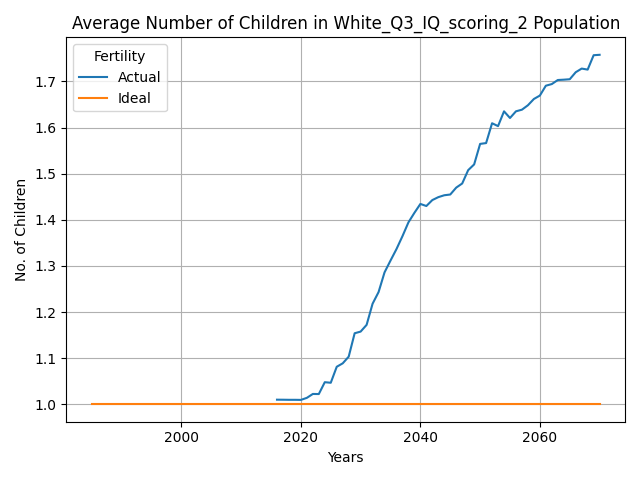 Average Number of Children in White_Q3_IQ_scoring_2 Population
Fertility
Actual
Ideal
No. of Children
1.7
1.6
1.5
1.4
1.3
1.2
1.1
1.0
2000 2020 2040 2060
Years